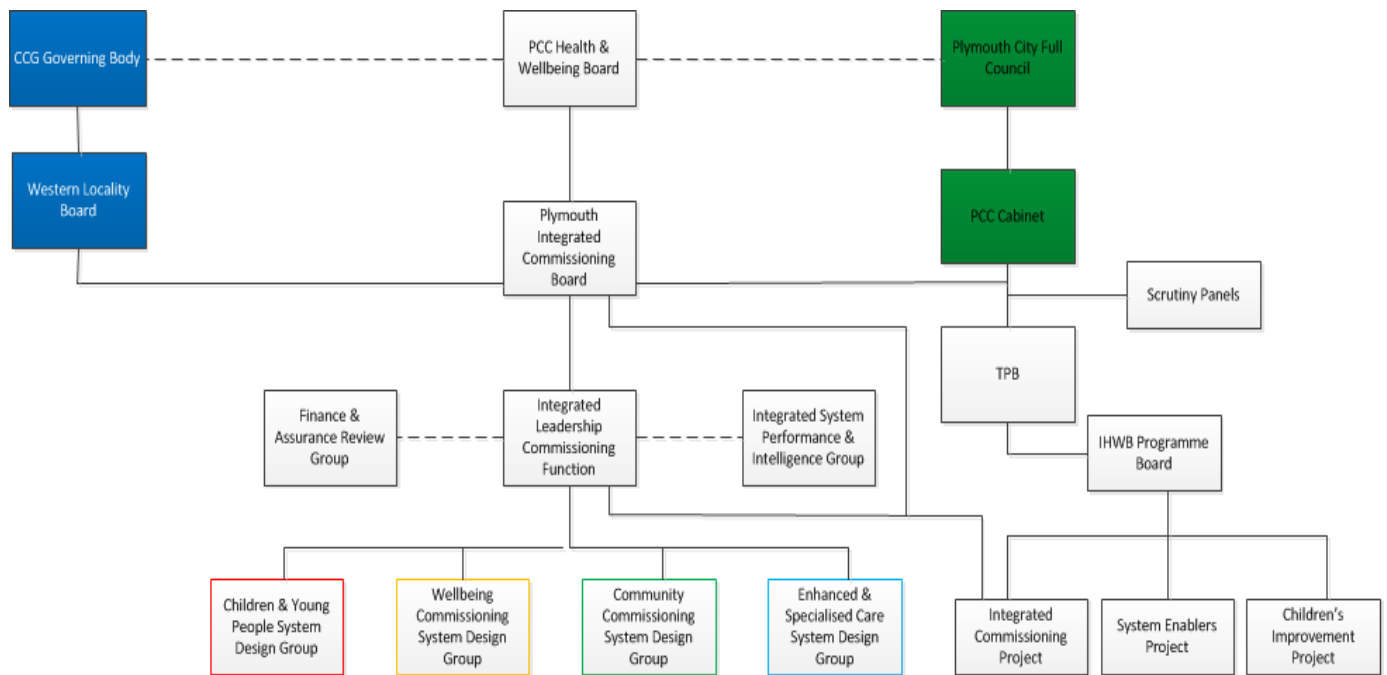 CCG Governing Body
PCC Health &
Wellbeing Board
Plymouth City Full
Council
Western Locality
Board
PCC Cabinet
Plymouth
Integrated
Commissioning
Board
Scrutiny Panels
TPB
Finance &
Assurance Review
Group
Integrated
Leadership
Commissioning
Function
Integrated System
Performance &
Intelligence Group
IHWB Programme
Board
Children & Young
People System
Design Group
Wellbeing
Commissioning
System Design
Group
Community
Commissioning
System Design
Group
Enhanced &
Specialised Care
System Design
Group
Integrated
Commissioning
Project
System Enablers
Project
Children's
Improvement
Project